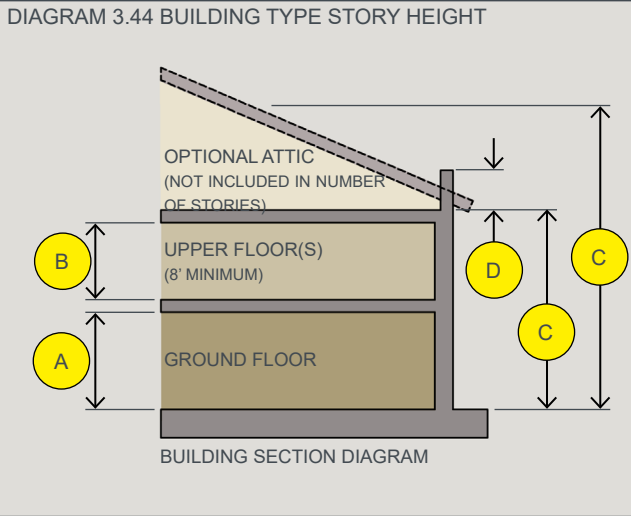 DIAGRAM 3.44 BUILDING TYPE STORY HEIGHT
OPTIONAL ATTIC
(NOT INCLUDED IN NUMBER
OF STORIES)
B
UPPER FLOOR(S)
(8' MINIMUM)
C
D
C
A
GROUND FLOOR
BUILDING SECTION DIAGRAM